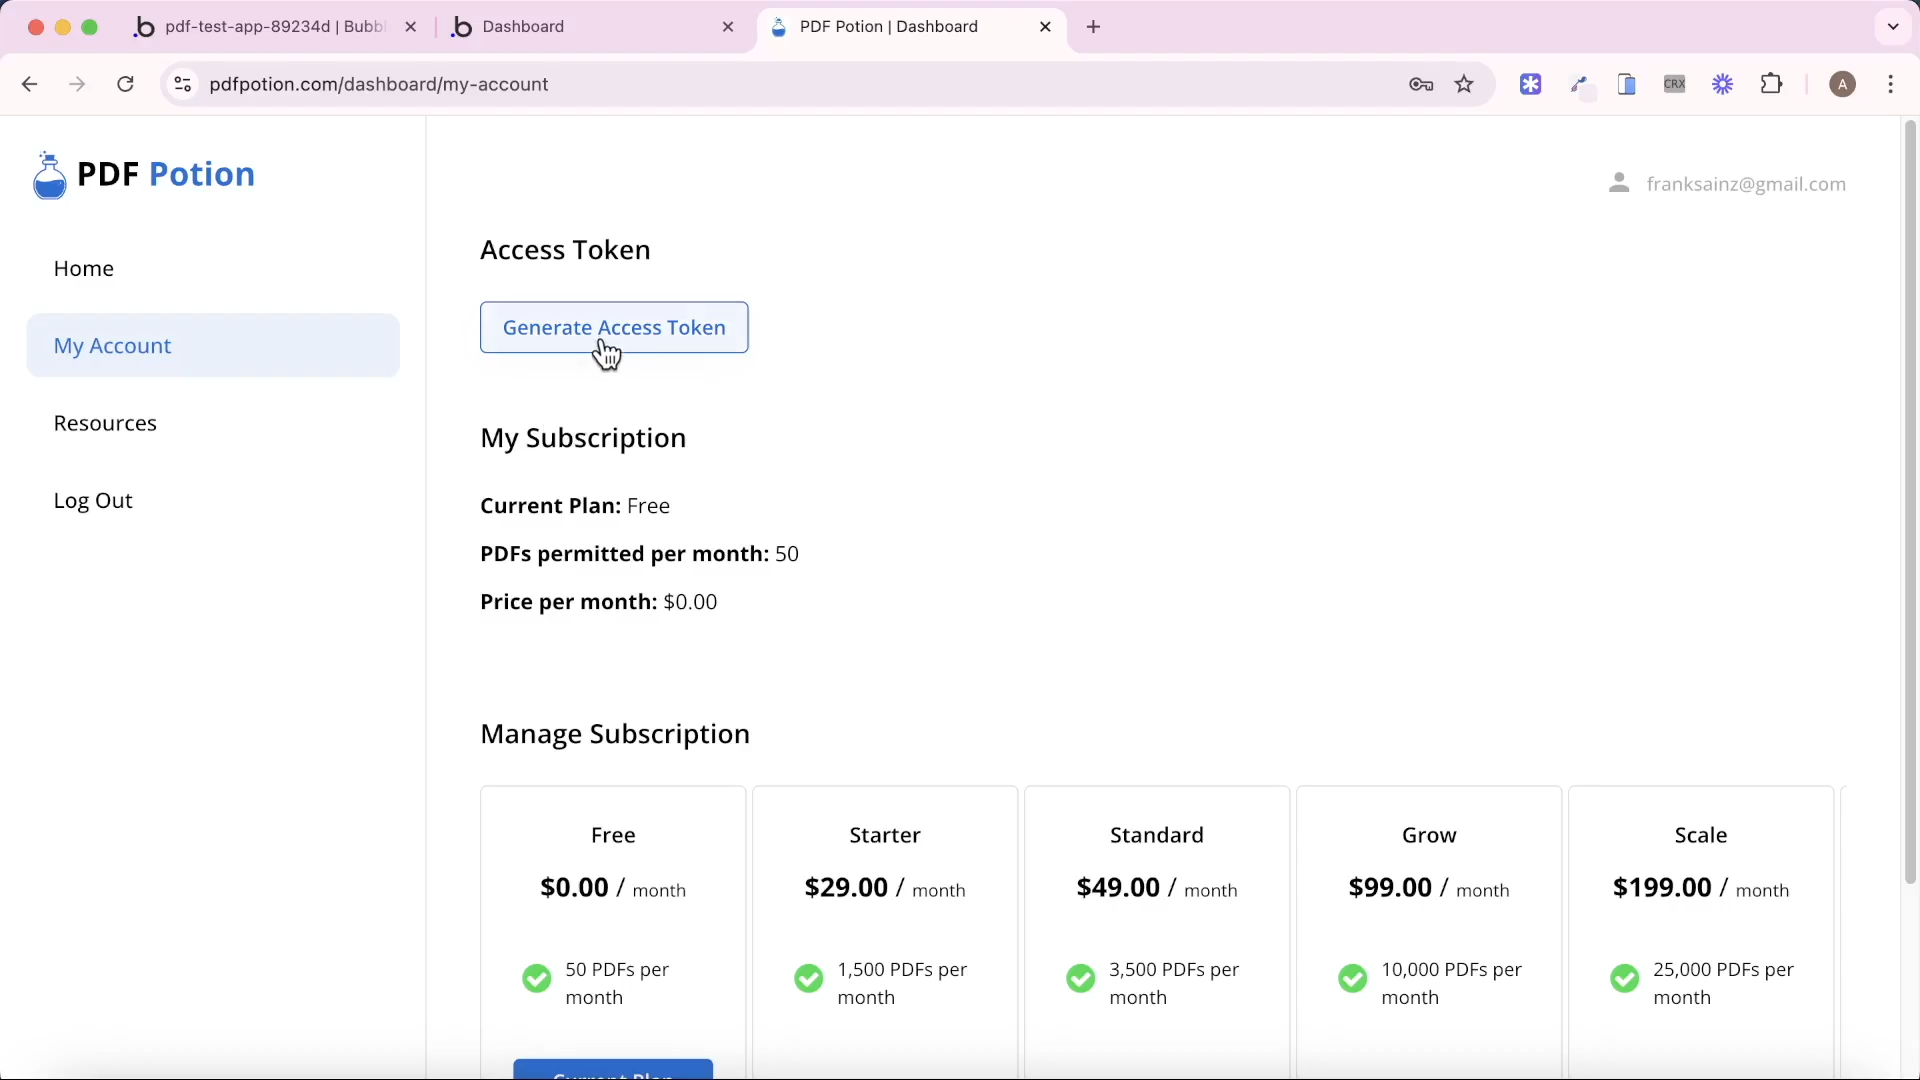 pdf-test-app-89234d | Bubbl
Dashboard
PDF Potion | Dashboard
pdfpotion.com/dashboard/my-account
CRX
A
PDF Potion
franksainz@gmail.com
Home
My Account
Resources
Log Out
Access Token
Generate Access Token
My Subscription
Current Plan: Free
PDFs permitted per month: 50
Price per month: $0.00
Manage Subscription
Free
$0.00 / month
50 PDFs per
month
Current Plan
Starter
$29.00 / month
1,500 PDFs per
month
Standard
$49.00 / month
3,500 PDFs per
month
Grow
$99.00 / month
10,000 PDFs per
month
Scale
$199.00 / month
25,000 PDFs per
month